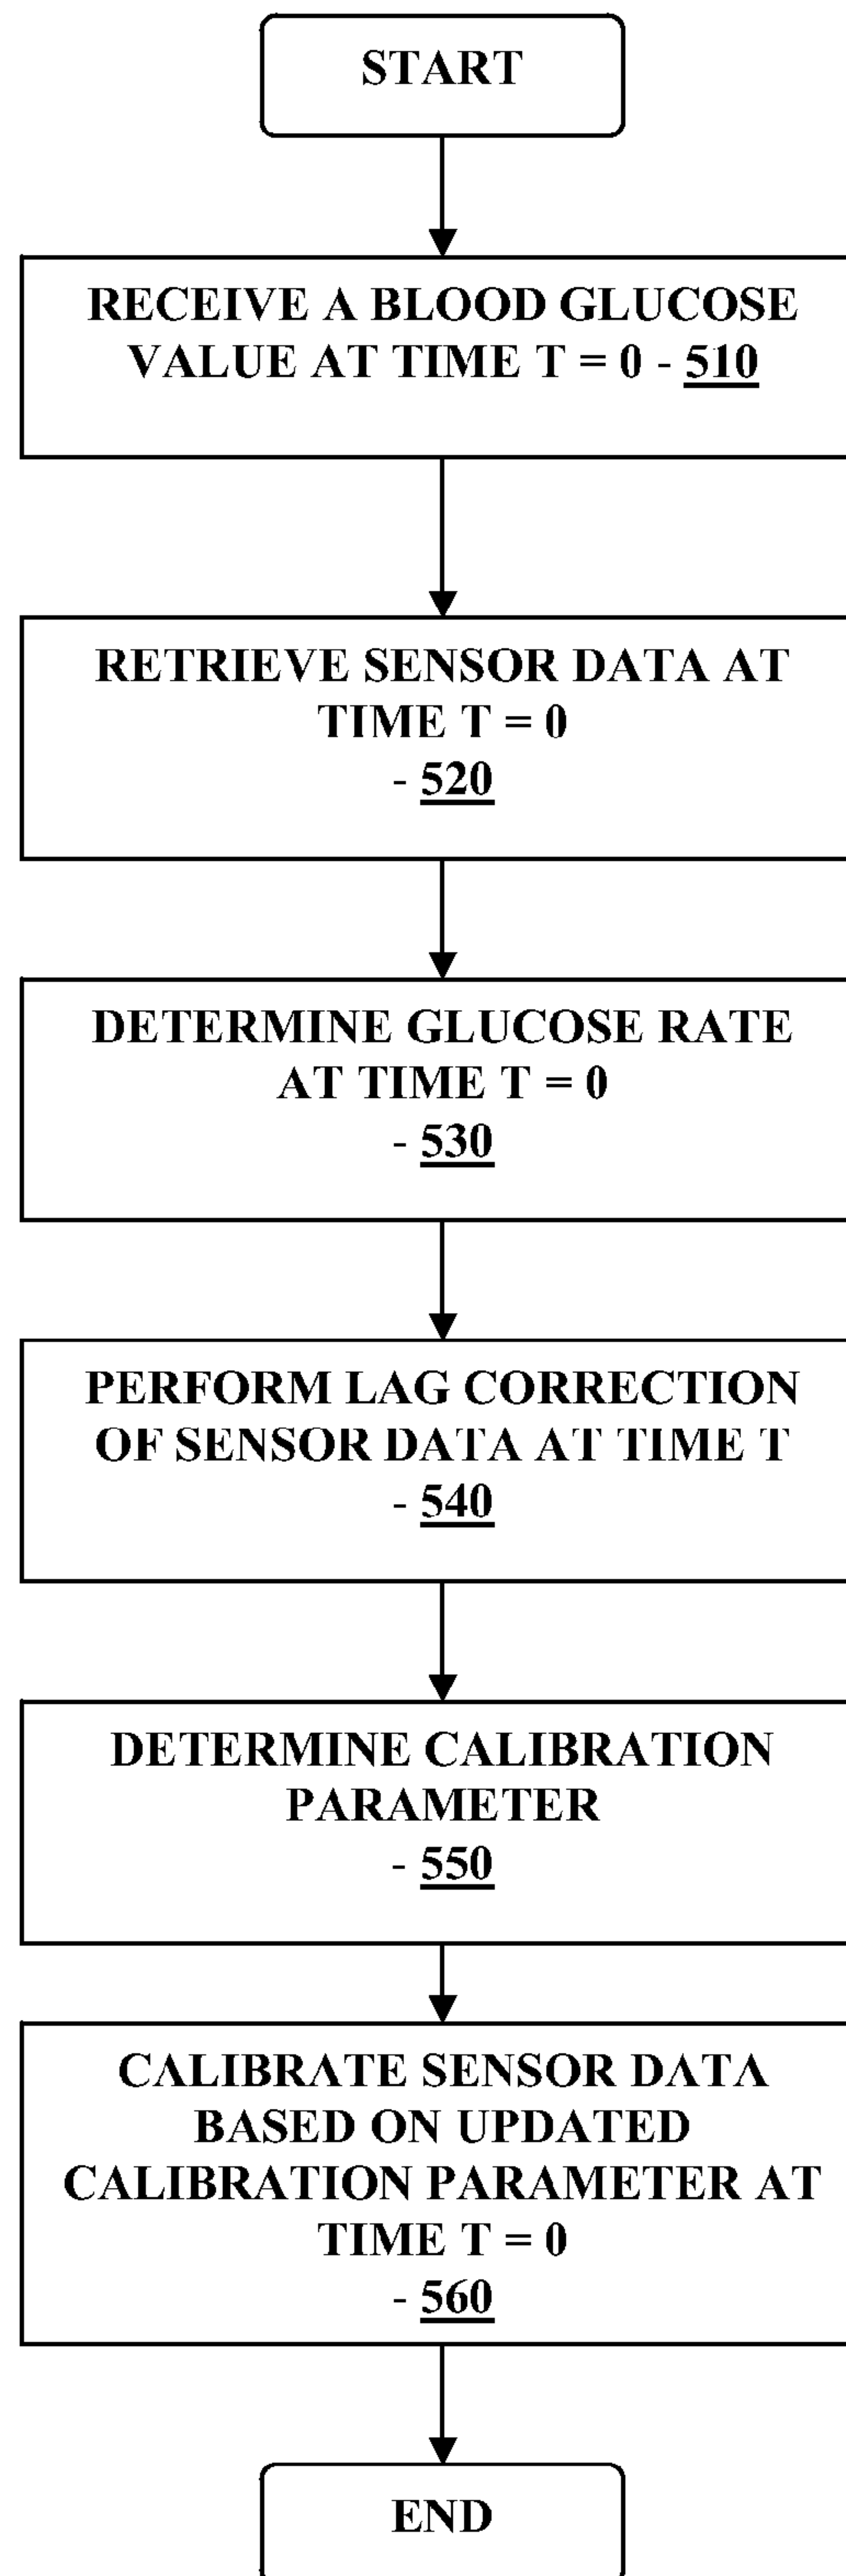 START
RECEIVE A BLOOD GLUCOSE
VALUE AT TIME T = 0 - 510
RETRIEVE SENSOR DATA AT
TIME T = 0
- 520
DETERMINE GLUCOSE RATE
AT TIME T = 0
- 530
PERFORM LAG CORRECTION
OF SENSOR DATA AT TIME T
- 540
DETERMINE CALIBRATION
PARAMETER
- 550
CALIBRATE SENSOR DATA
BASED ON UPDATED
CALIBRATION PARAMETER AT
TIME T = 0
- 560
END